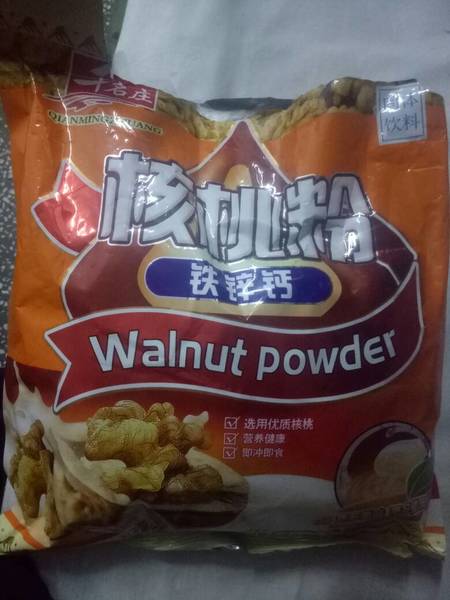 千名庄
QIANMINGZHUANG
固体
饮料
核桃粉
铁锌钙
Walnut powder
选用优质核桃
营养健康
即冲即食